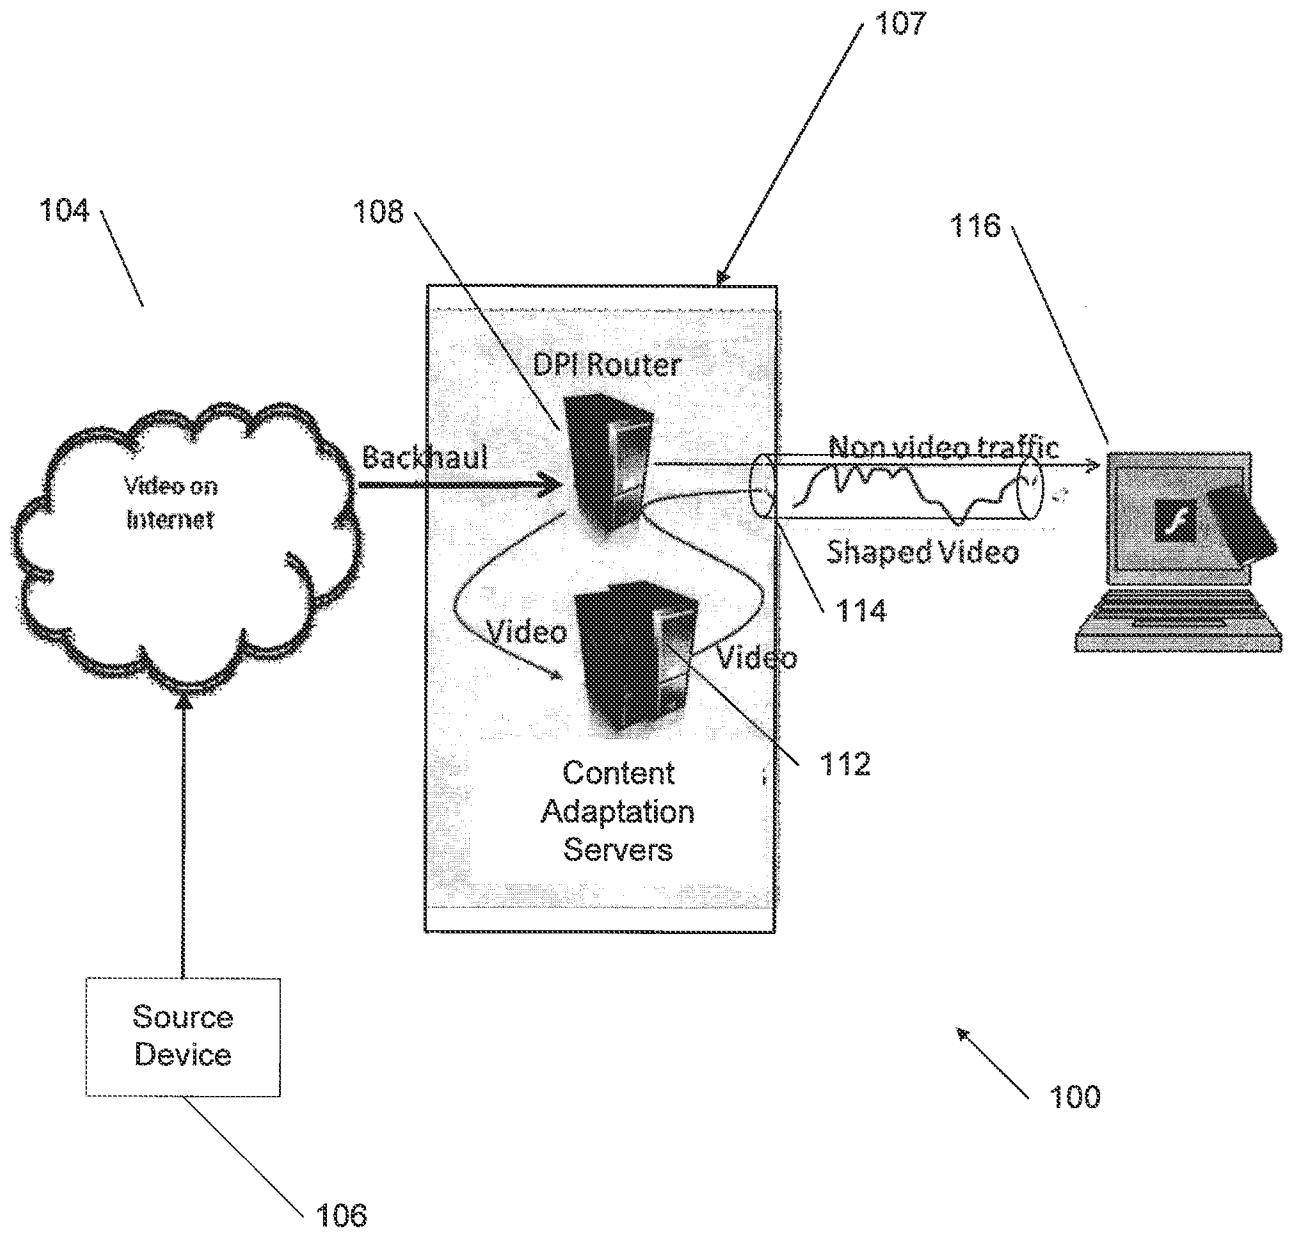 107
104
108
116
DPI Router
Non video traffic
Backhaul
Video on
Internet
Shaped Video
114
Video
Video
112
Content
Adaptation
Servers
Source
Device
100
106